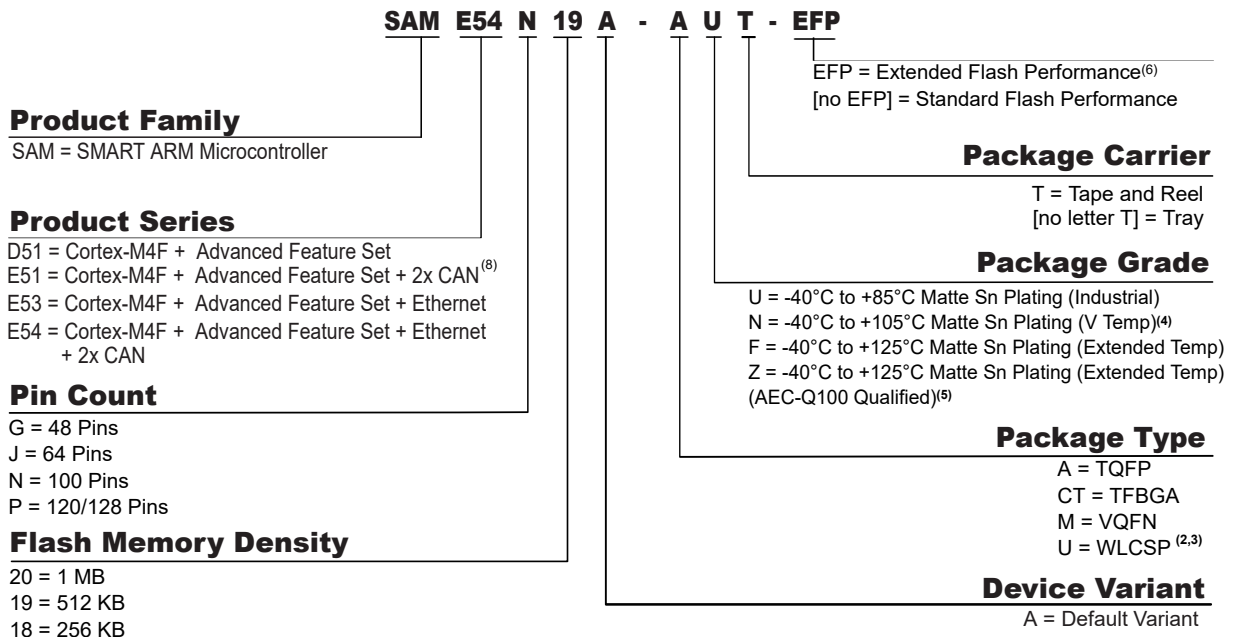 SAM E54 N 19 A - A U T - EFP
EFP = Extended Flash Performance(6)
[no EFP] = Standard Flash Performance
Product Family
SAM = SMART ARM Microcontroller
Package Carrier
T = Tape and Reel
[no letter T] = Tray
Product Series
D51 = Cortex-M4F + Advanced Feature Set
E51 = Cortex-M4F + Advanced Feature Set + 2x CAN(8)
E53 = Cortex-M4F + Advanced Feature Set + Ethernet
E54 = Cortex-M4F + Advanced Feature Set + Ethernet
+ 2x CAN
Package Grade
U = -40°C to +85°C Matte Sn Plating (Industrial)
N = -40°C to +105°C Matte Sn Plating (V Temp)(4)
F = -40°C to +125°C Matte Sn Plating (Extended Temp)
Z = -40°C to +125°C Matte Sn Plating (Extended Temp)
(AEC-Q100 Qualified)(5)
Pin Count
G = 48 Pins
J = 64 Pins
N = 100 Pins
P = 120/128 Pins
Package Type
A = TQFP
CT = TFBGA
M = VQFN
U = WLCSP (2,3)
Flash Memory Density
20 = 1 MB
19 = 512 KB
18 = 256 KB
Device Variant
A = Default Variant